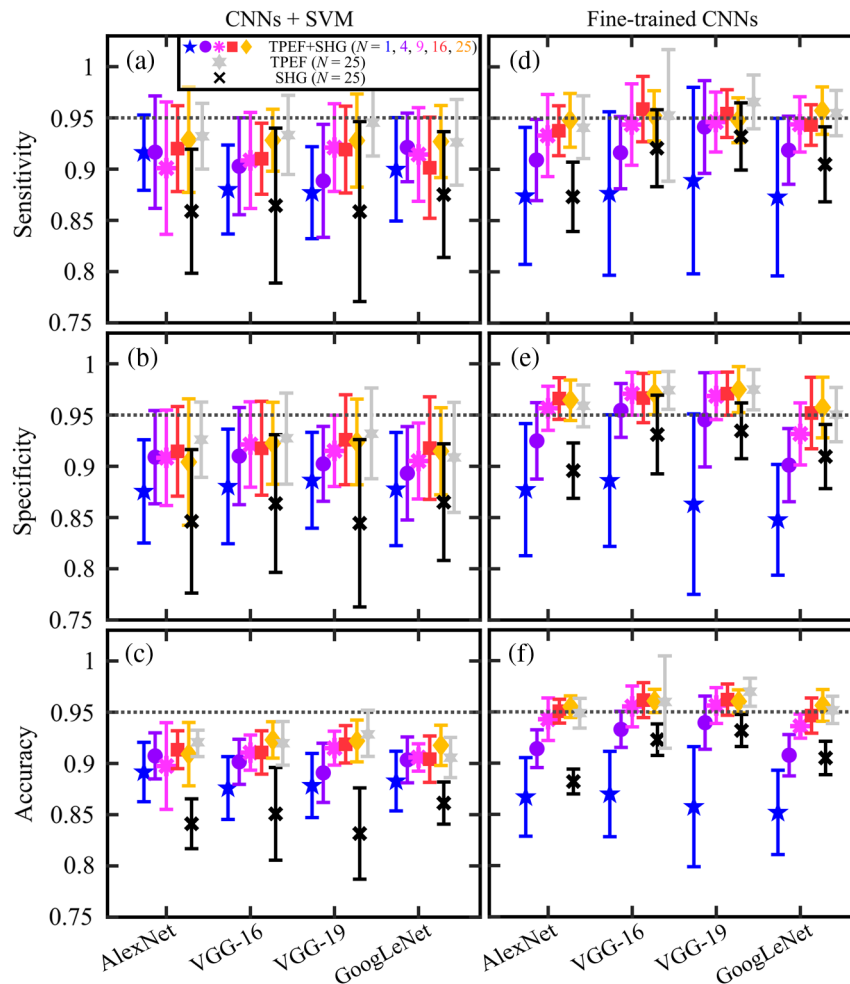 CNNs + SVM
Fine-trained CNNs
(a)
TPEF+SHG (N = 1, 4, 9, 16, 25)
TPEF (N = 25)
SHG (N = 25)
(d)
Sensitivity
1
0.95
0.9
0.85
0.8
0.75
(b)
(e)
Specificity
1
0.95
0.9
0.85
0.8
0.75
(c)
(f)
Accuracy
1
0.95
0.9
0.85
0.8
0.75
AlexNet
VGG-16
VGG-19
GoogLeNet
AlexNet
VGG-16
VGG-19
GoogLeNet